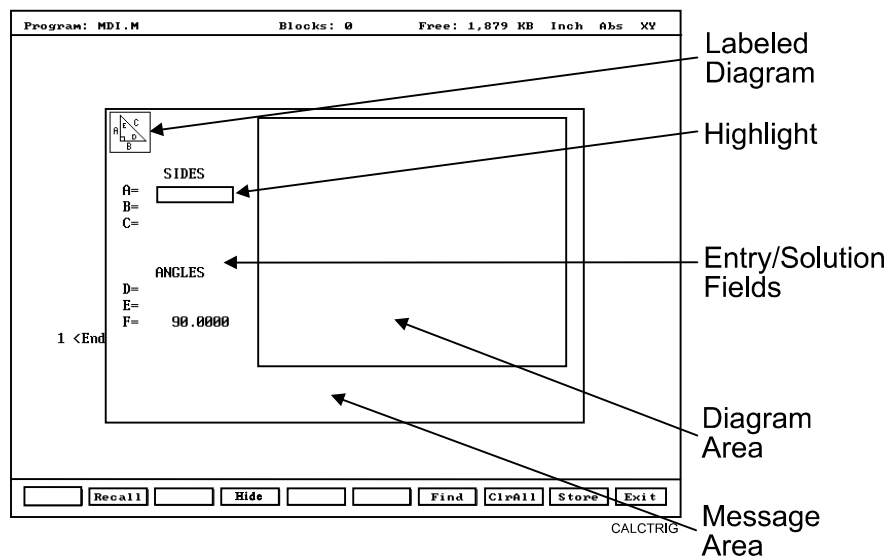 Program: MDI.M Blocks: 0 Free: 1,879 KB Inch Abs XY
Labeled
Diagram
A E C
D
B
Highlight
SIDES
A=
B=
C=
Entry/Solution
Fields
ANGLES
D=
E=
F= 90.0000
1 <End
Diagram
Area
Recall Hide Find ClrAll Store Exit
CALCTRIG
Message
Area